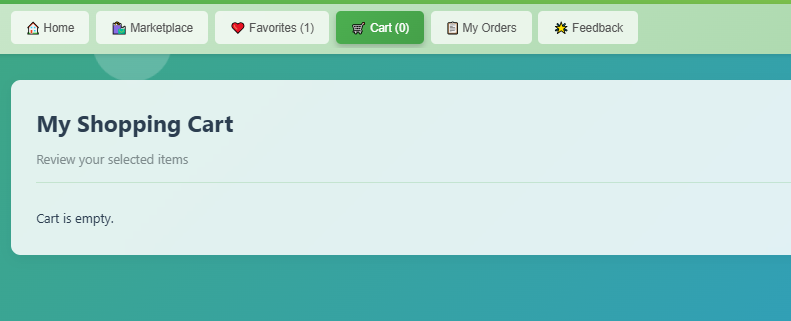 Home Marketplace Favorites (1) Cart (0) My Orders Feedback
My Shopping Cart
Review your selected items
Cart is empty.